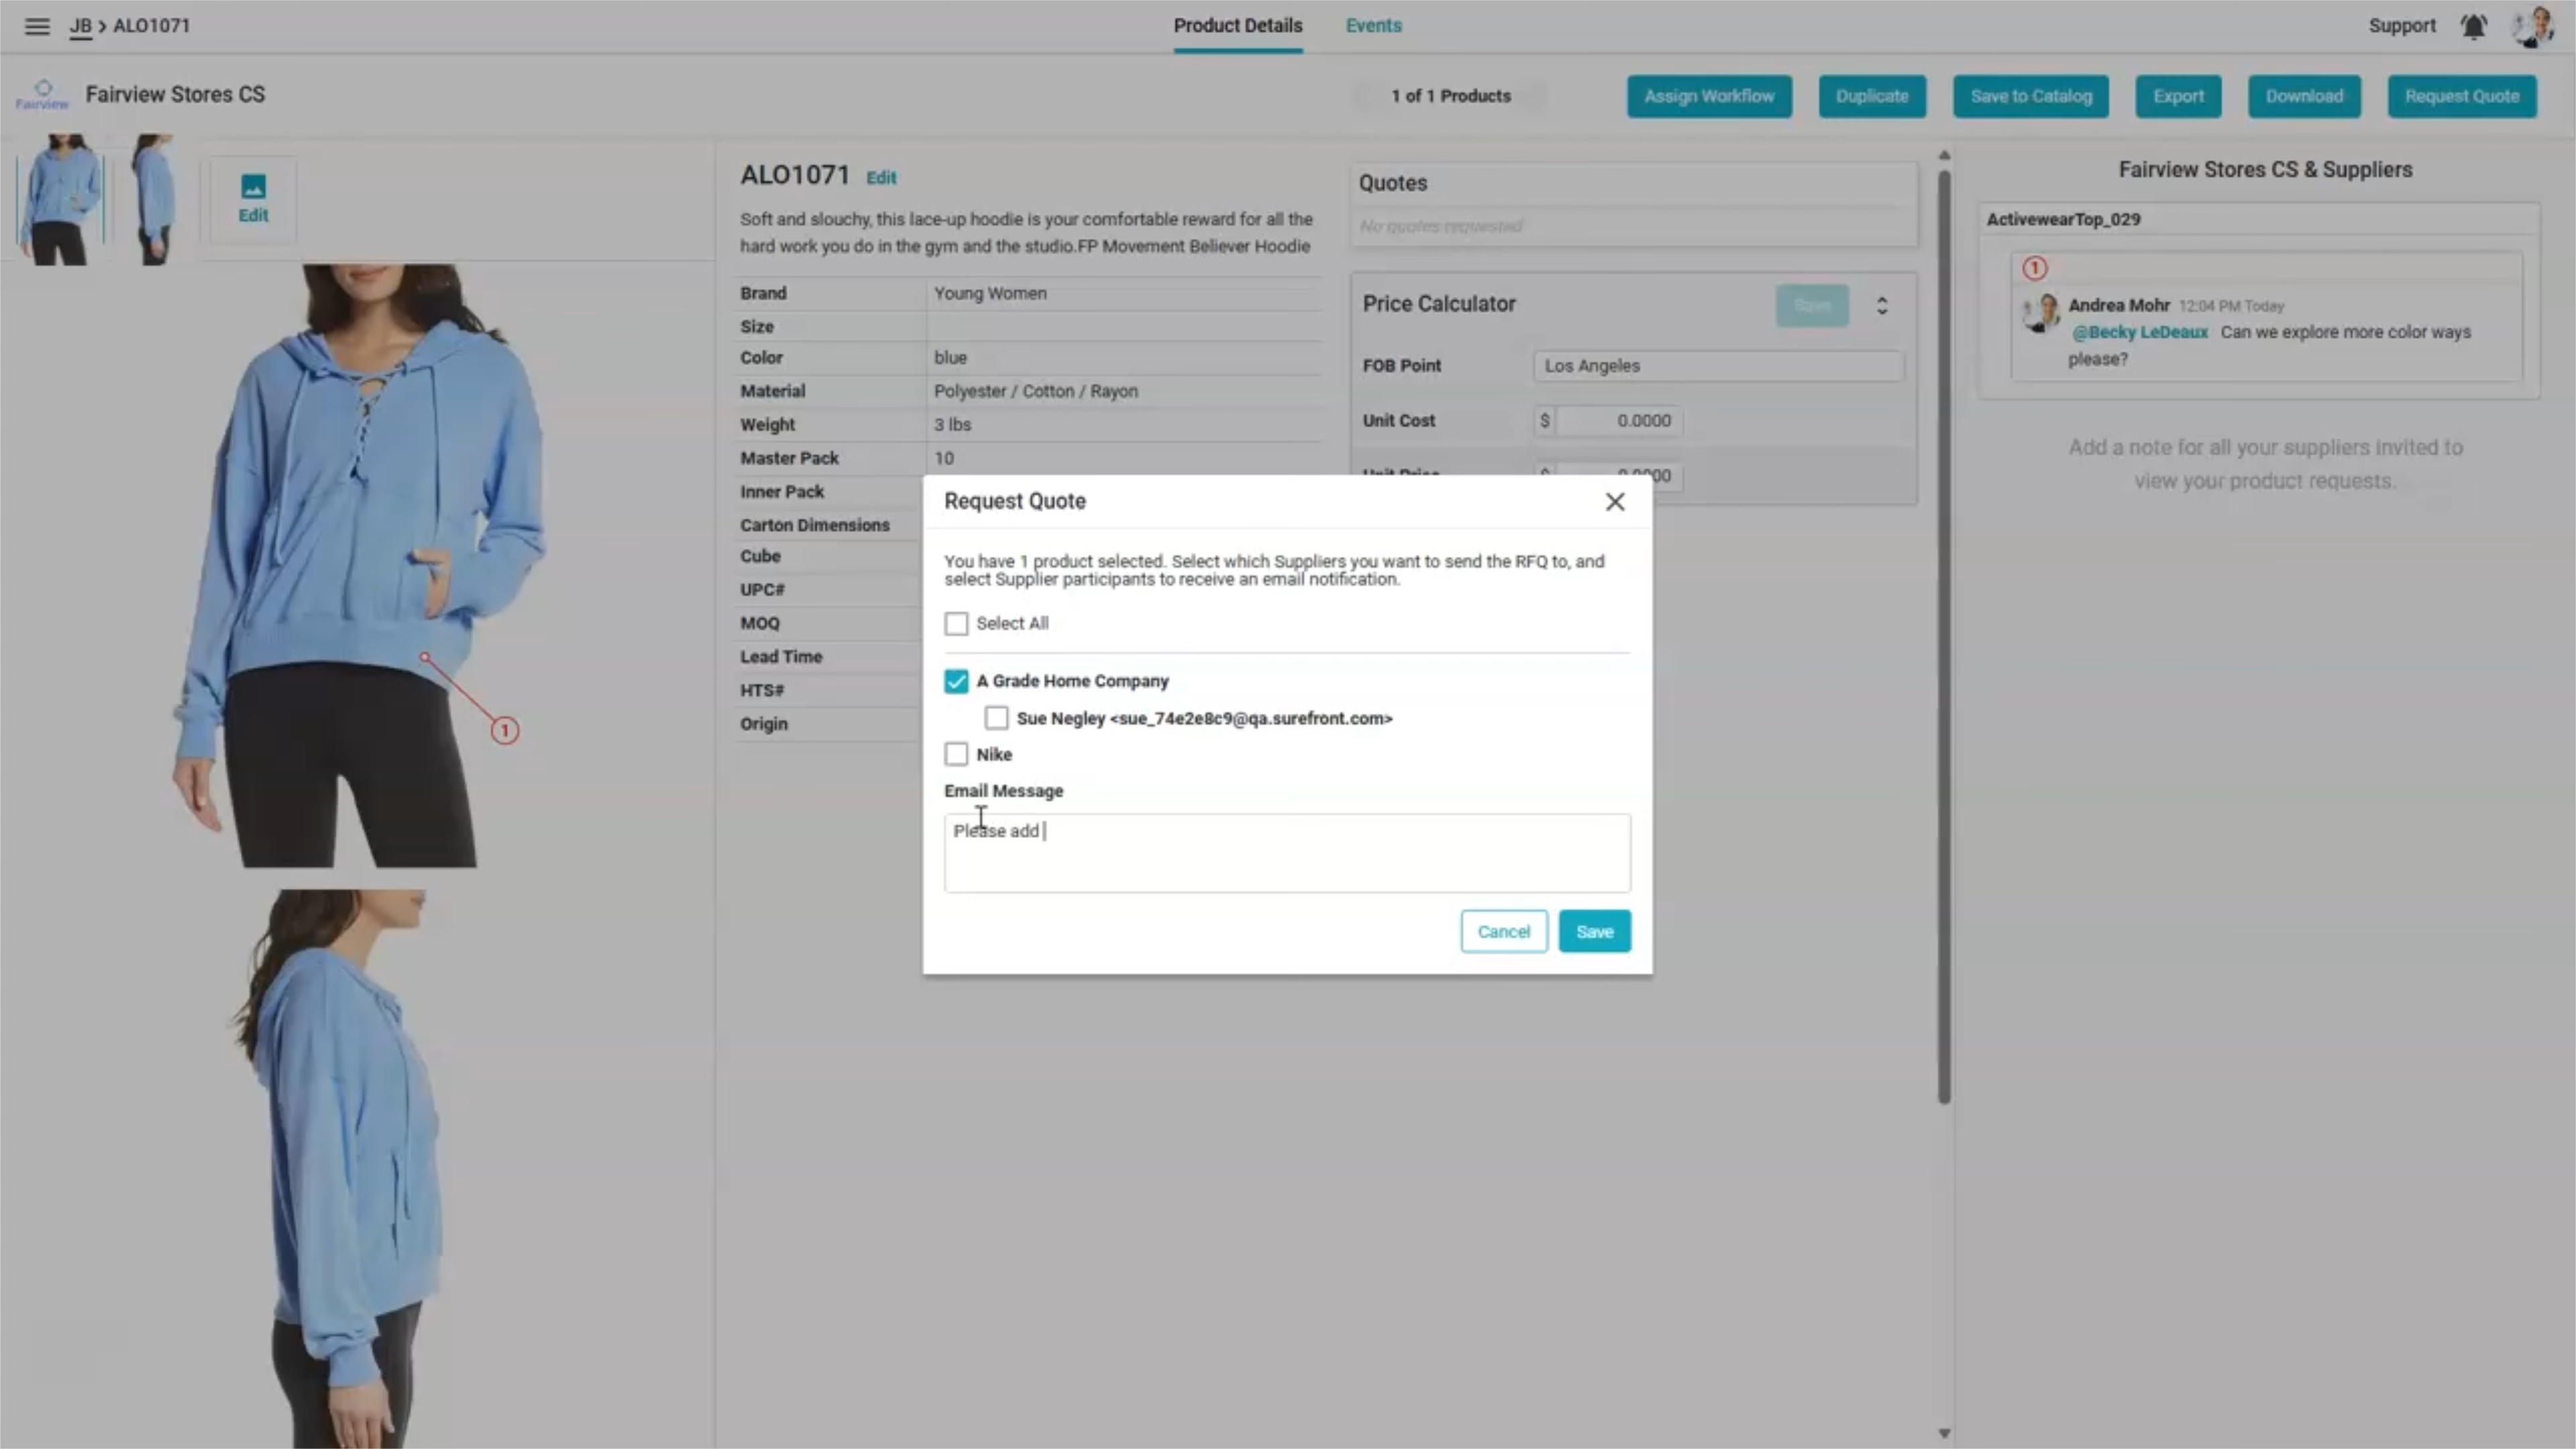 JB > ALO1071
Product Details
Events
Support
Fairview
Fairview Stores CS
1 of 1 Products
Assign Workflow
Duplicate
Save to Catalog
Export
Download
Request Quote
Edit
ALO1071 Edit
Soft and slouchy, this lace-up hoodie is your comfortable reward for all the
hard work you do in the gym and the studio.FP Movement Believer Hoodie
Brand Young Women
Size
Color blue
Material Polyester / Cotton / Rayon
Weight 3 lbs
Master Pack 10
Inner Pack
Carton Dimensions
Cube
UPC#
MOQ
Lead Time
HTS#
Origin
1
Quotes
No quotes requested
Price Calculator Save
FOB Point Los Angeles
Unit Cost $ 0.0000
Unit Price $ 0.0000
Request Quote
You have 1 product selected. Select which Suppliers you want to send the RFQ to, and
select Supplier participants to receive an email notification.
Select All
A Grade Home Company
Sue Negley <sue_74e2e8c9@qa.surefront.com>
Nike
Email Message
Please add
Cancel
Save
Fairview Stores CS & Suppliers
ActivewearTop_029
1
Andrea Mohr 12:04 PM Today
@Becky LeDeaux Can we explore more color ways
please?
Add a note for all your suppliers invited to
view your product requests.